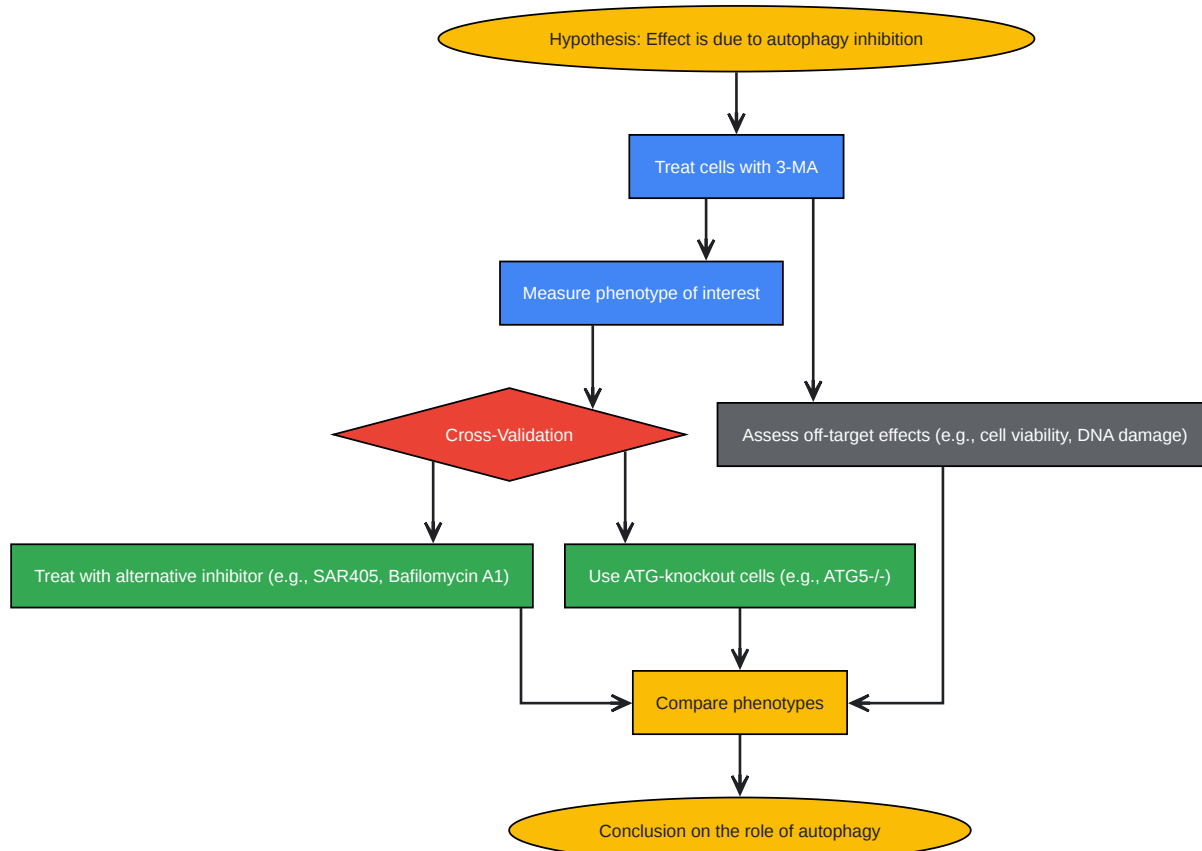 Hypothesis: Effect is due to autophagy inhibition
Treat cells with 3-MA
Measure phenotype of interest
Cross-Validation
Assess off-target effects (e.g., cell viability, DNA damage)
Treat with alternative inhibitor (e.g., SAR405, Bafilomycin A1)
Use ATG-knockout cells (e.g., ATG5-/-)
Compare phenotypes
Conclusion on the role of autophagy